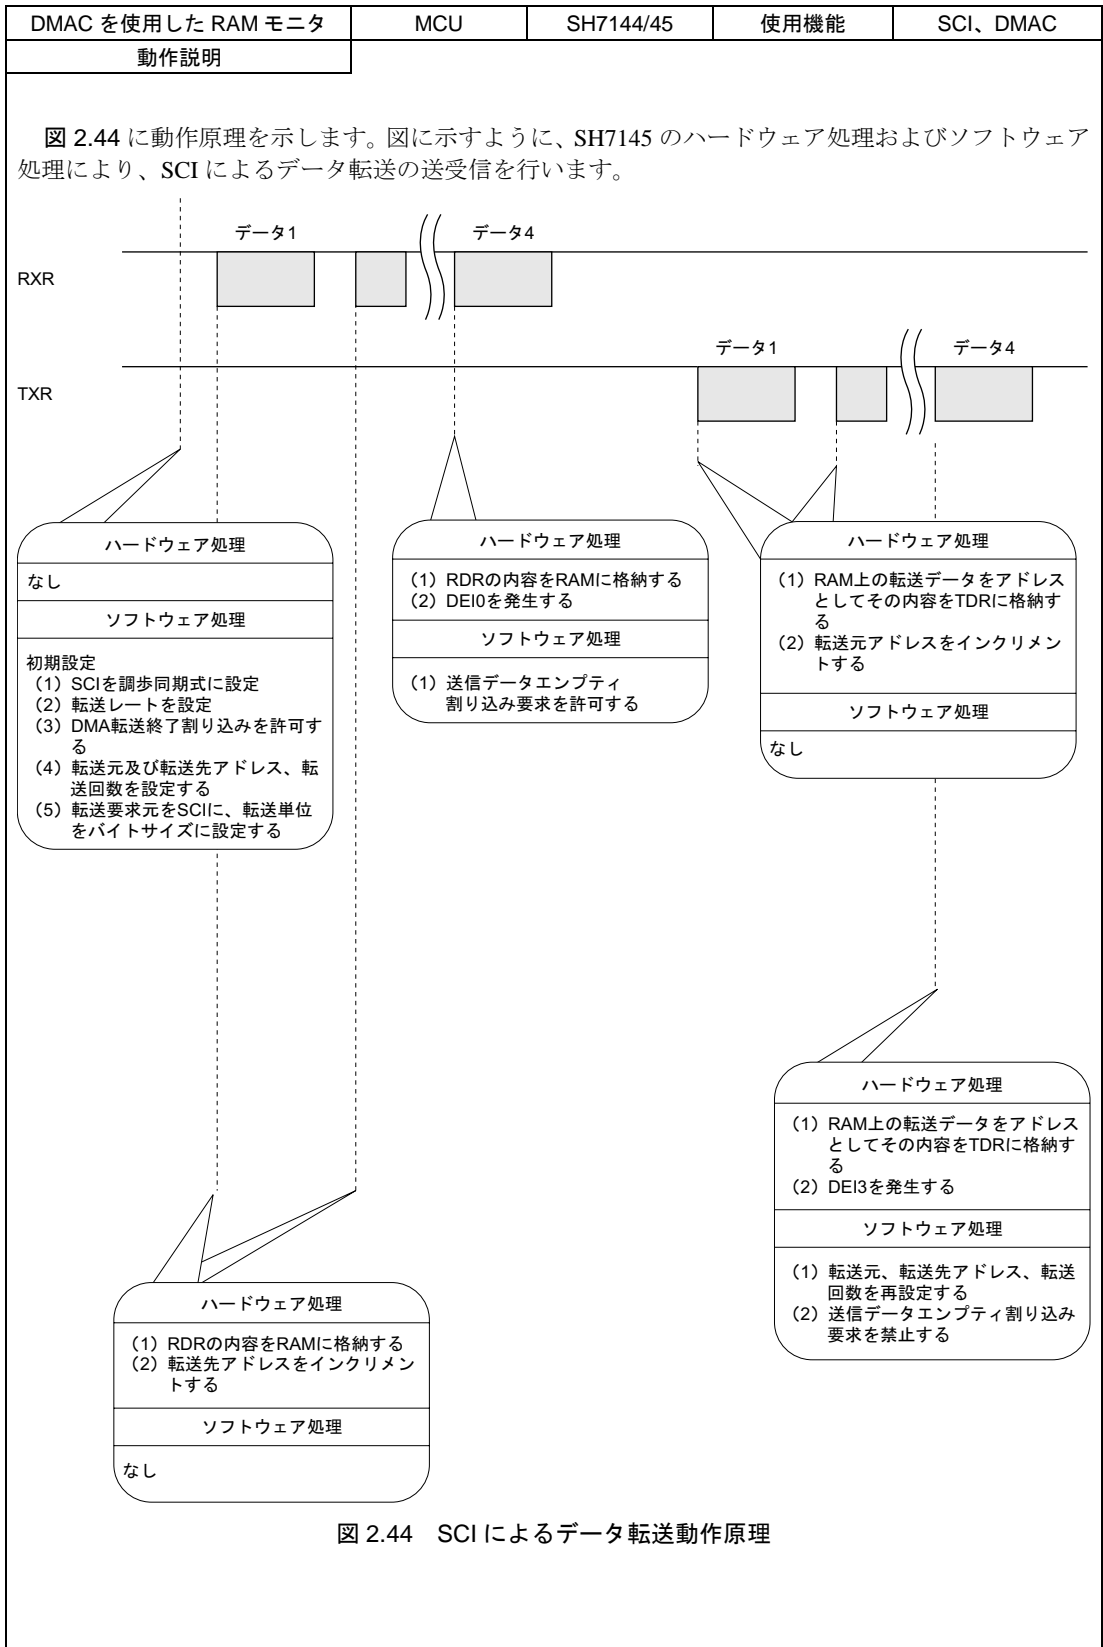 DMAC を使用した RAM モニタ MCU SH7144/45 使用機能 SCI、DMAC
動作説明
図 2.44 に動作原理を示します。図に示すように、SH7145 のハードウェア処理およびソフトウェア
処理により、SCI によるデータ転送の送受信を行います。
データ1 データ4
RXR
データ1 データ4
TXR
ハードウェア処理
なし
ソフトウェア処理
初期設定
（1）SCIを調歩同期式に設定
（2）転送レートを設定
（3）DMA転送終了割り込みを許可す
る
（4）転送元及び転送先アドレス、転
送回数を設定する
（5）転送要求元をSCIに、転送単位
をバイトサイズに設定する
ハードウェア処理
（1）RDRの内容をRAMに格納する
（2）DEI0を発生する
ソフトウェア処理
（1）送信データエンプティ
割り込み要求を許可する
ハードウェア処理
（1）RAM上の転送データをアドレス
としてその内容をTDRに格納す
る
（2）転送元アドレスをインクリメン
トする
ソフトウェア処理
なし
ハードウェア処理
（1）RAM上の転送データをアドレス
としてその内容をTDRに格納す
る
（2）DEI3を発生する
ソフトウェア処理
（1）転送元、転送先アドレス、転送
回数を再設定する
（2）送信データエンプティ割り込み
要求を禁止する
ハードウェア処理
（1）RDRの内容をRAMに格納する
（2）転送先アドレスをインクリメン
トする
ソフトウェア処理
なし
図 2.44　SCI によるデータ転送動作原理